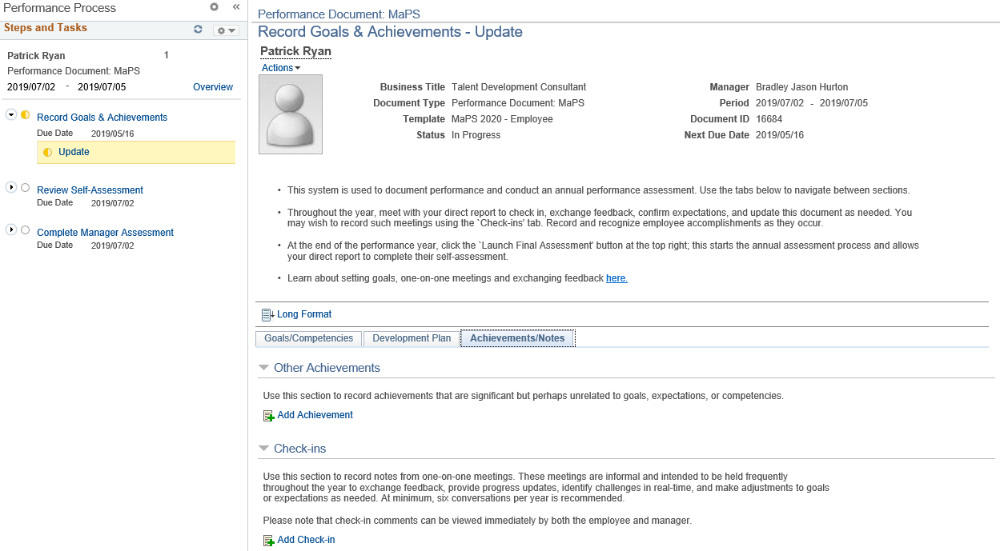 Performance Process
«
Steps and Tasks
Patrick Ryan 1
Performance Document: MaPS
2019/07/02 - 2019/07/05 Overview
Record Goals & Achievements
Due Date 2019/05/16
Update
Review Self-Assessment
Due Date 2019/07/02
Complete Manager Assessment
Due Date 2019/07/02
Performance Document: MaPS
Record Goals & Achievements - Update
Patrick Ryan
Actions
Business Title Talent Development Consultant
Document Type Performance Document: MaPS
Template MaPS 2020 - Employee
Status In Progress
Manager Bradley Jason Hurton
Period 2019/07/02 - 2019/07/05
Document ID 16684
Next Due Date 2019/05/16
• This system is used to document performance and conduct an annual performance assessment. Use the tabs below to navigate between sections.
• Throughout the year, meet with your direct report to check in, exchange feedback, confirm expectations, and update this document as needed. You
may wish to record such meetings using the `Check-ins' tab. Record and recognize employee accomplishments as they occur.
• At the end of the performance year, click the `Launch Final Assessment' button at the top right; this starts the annual assessment process and allows
your direct report to complete their self-assessment.
• Learn about setting goals, one-on-one meetings and exchanging feedback here.
Long Format
Goals/Competencies Development Plan Achievements/Notes
Other Achievements
Use this section to record achievements that are significant but perhaps unrelated to goals, expectations, or competencies.
Add Achievement
Check-ins
Use this section to record notes from one-on-one meetings. These meetings are informal and intended to be held frequently
throughout the year to exchange feedback, provide progress updates, identify challenges in real-time, and make adjustments to goals
or expectations as needed. At minimum, six conversations per year is recommended.
Please note that check-in comments can be viewed immediately by both the employee and manager.
Add Check-in